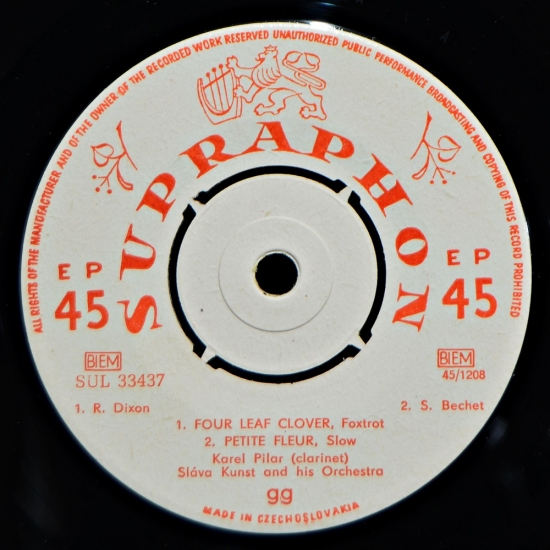 ALL RIGHTS OF THE MANUFACTURER AND OF THE OWNER OF THE RECORDED WORK RESERVED UNAUTHORIZED PUBLIC PERFORMANCE BROADCASTING AND COPYING OF THIS RECORD PROHIBITED
SUPRAPHON
EP
45
EP
45
BIEM
SUL 33437
BIEM
45/1208
1. R. Dixon
2. S. Bechet
1. FOUR LEAF CLOVER, Foxtrot
2. PETITE FLEUR, Slow
Karel Pilar (clarinet)
Sláva Kunst and his Orchestra
gg
MADE IN CZECHOSLOVAKIA